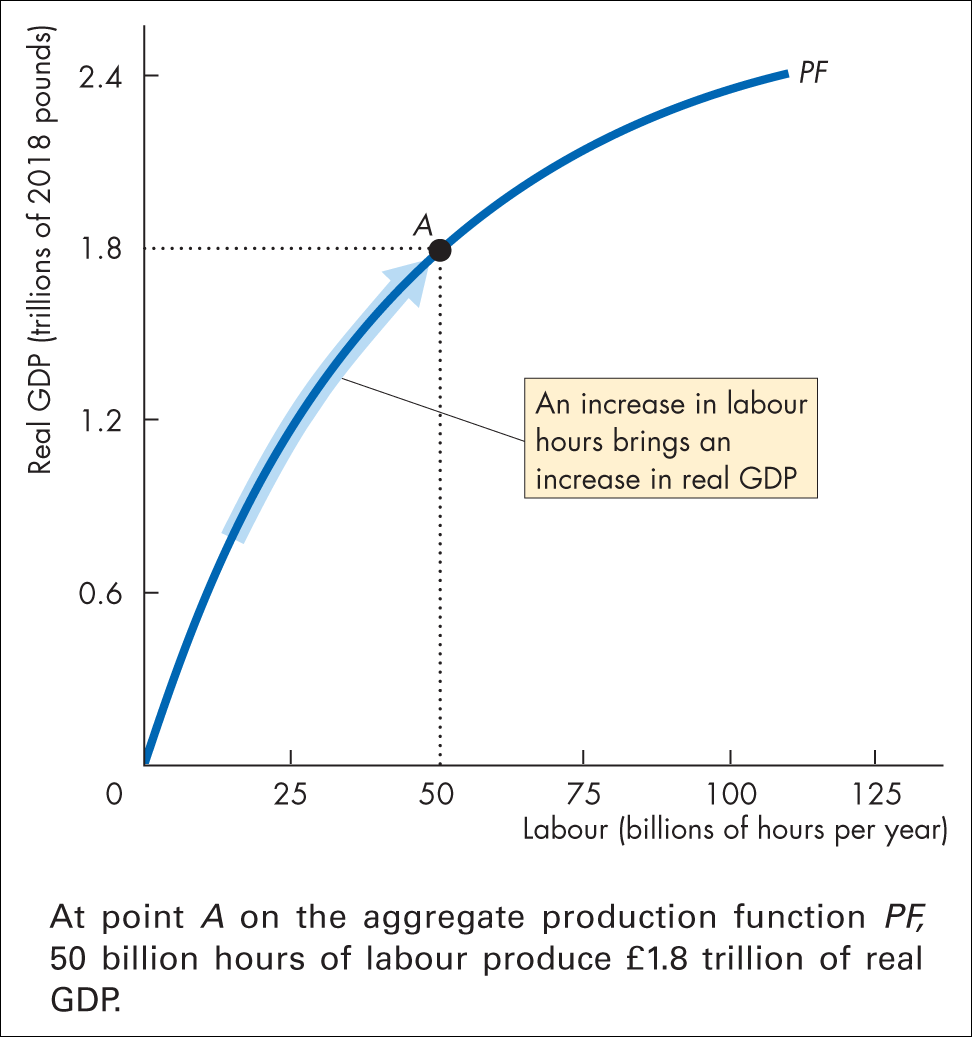 Real GDP (trillions of 2018 pounds)
2.4
1.8
1.2
0.6
0
PF
A
An increase in labour
hours brings an
increase in real GDP
25
50
75
100
125
Labour (billions of hours per year)
At point A on the aggregate production function PF,
50 billion hours of labour produce £1.8 trillion of real
GDP.